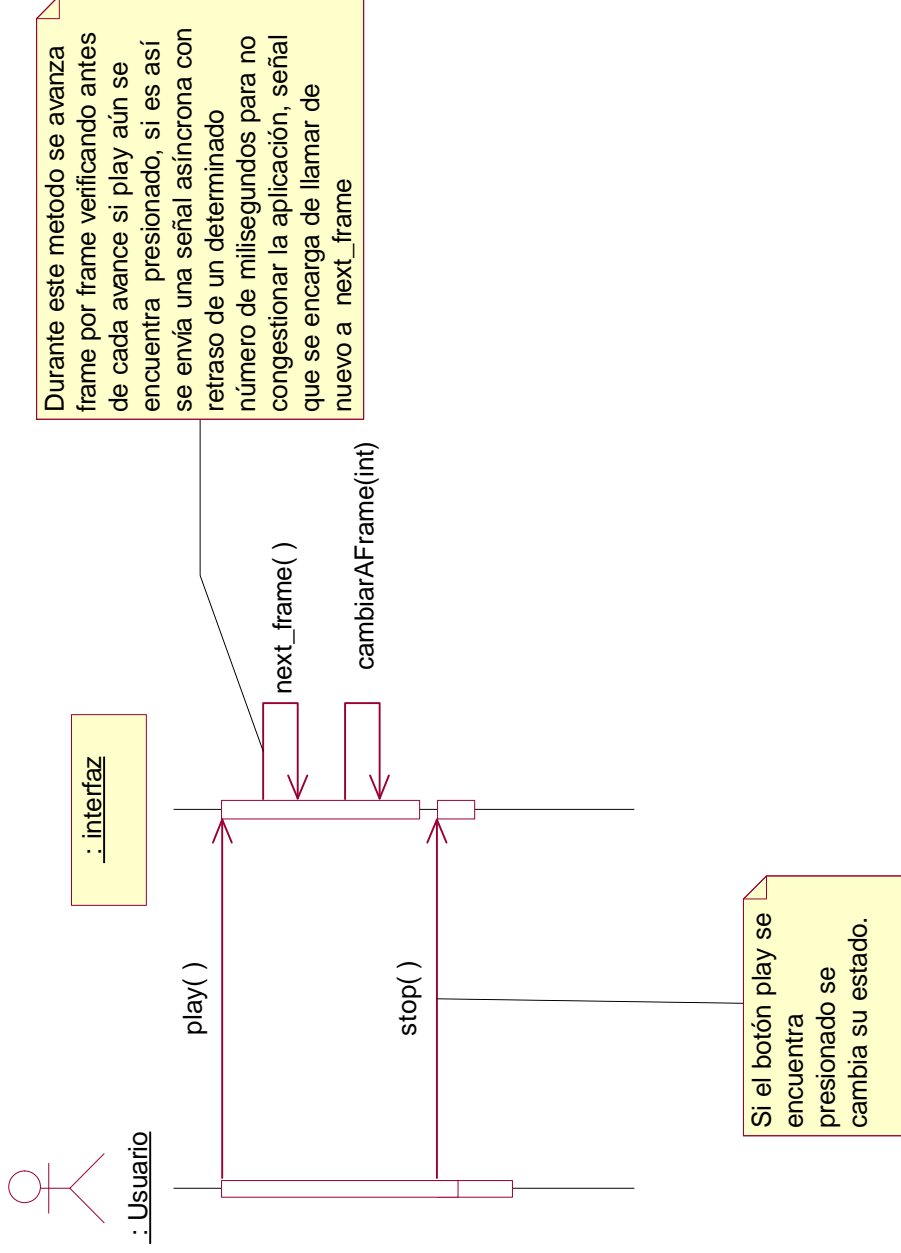 : Usuario
: interfaz
play( )
next_frame( )
cambiarAFrame(int)
stop( )
Durante este metodo se avanza
frame por frame verificando antes
de cada avance si play aún se
encuentra presionado, si es así
se envía una señal asíncrona con
retraso de un determinado
número de milisegundos para no
congestionar la aplicación, señal
que se encarga de llamar de
nuevo a next_frame
Si el botón play se
encuentra
presionado se
cambia su estado.